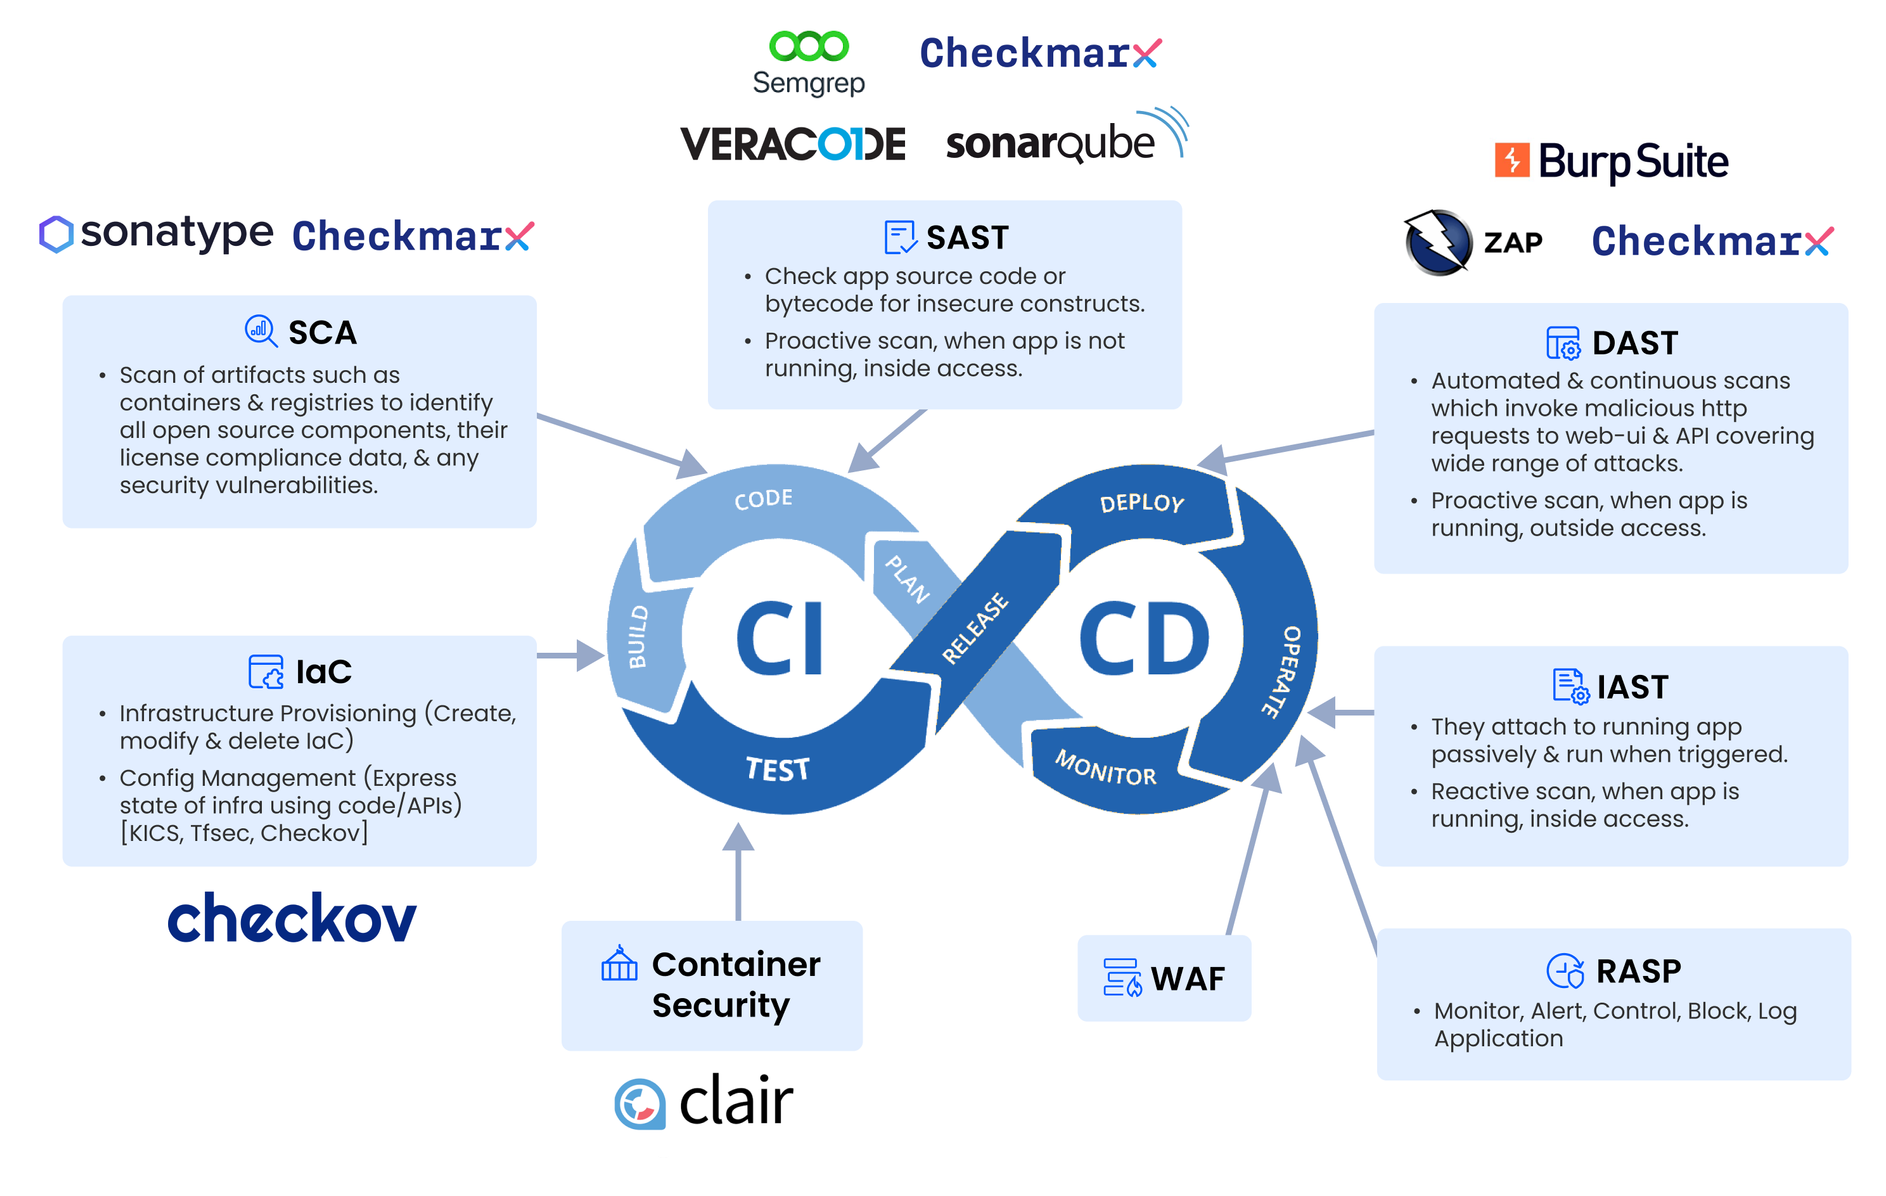 Semgrep
Checkmarx
VERACODE
sonarqube
Burp Suite
ZAP
Checkmarx
sonatype
Checkmarx
SCA
• Scan of artifacts such as
containers & registries to identify
all open source components, their
license compliance data, & any
security vulnerabilities.
SAST
• Check app source code or
bytecode for insecure constructs.
• Proactive scan, when app is not
running, inside access.
DAST
• Automated & continuous scans
which invoke malicious http
requests to web-ui & API covering
wide range of attacks.
• Proactive scan, when app is
running, outside access.
CODE
PLAN
BUILD
CI
TEST
RELEASE
DEPLOY
CD
OPERATE
MONITOR
IaC
• Infrastructure Provisioning (Create,
modify & delete IaC)
• Config Management (Express
state of infra using code/APIs)
[KICS, Tfsec, Checkov]
checkov
IAST
• They attach to running app
passively & run when triggered.
• Reactive scan, when app is
running, inside access.
Container
Security
clair
WAF
RASP
• Monitor, Alert, Control, Block, Log
Application